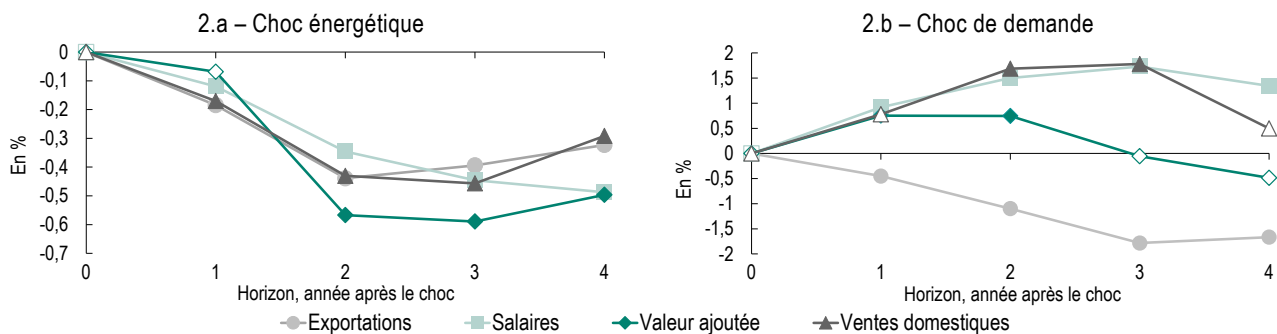 2.a – Choc énergétique
0
-0,1
-0,2
-0,3
-0,4
-0,5
-0,6
-0,7
En %
0 1 2 3 4
Horizon, année après le choc
2.b – Choc de demande
2
1,5
1
0,5
0
-0,5
-1
-1,5
-2
En %
0 1 2 3 4
Horizon, année après le choc
Exportations Salaires Valeur ajoutée Ventes domestiques